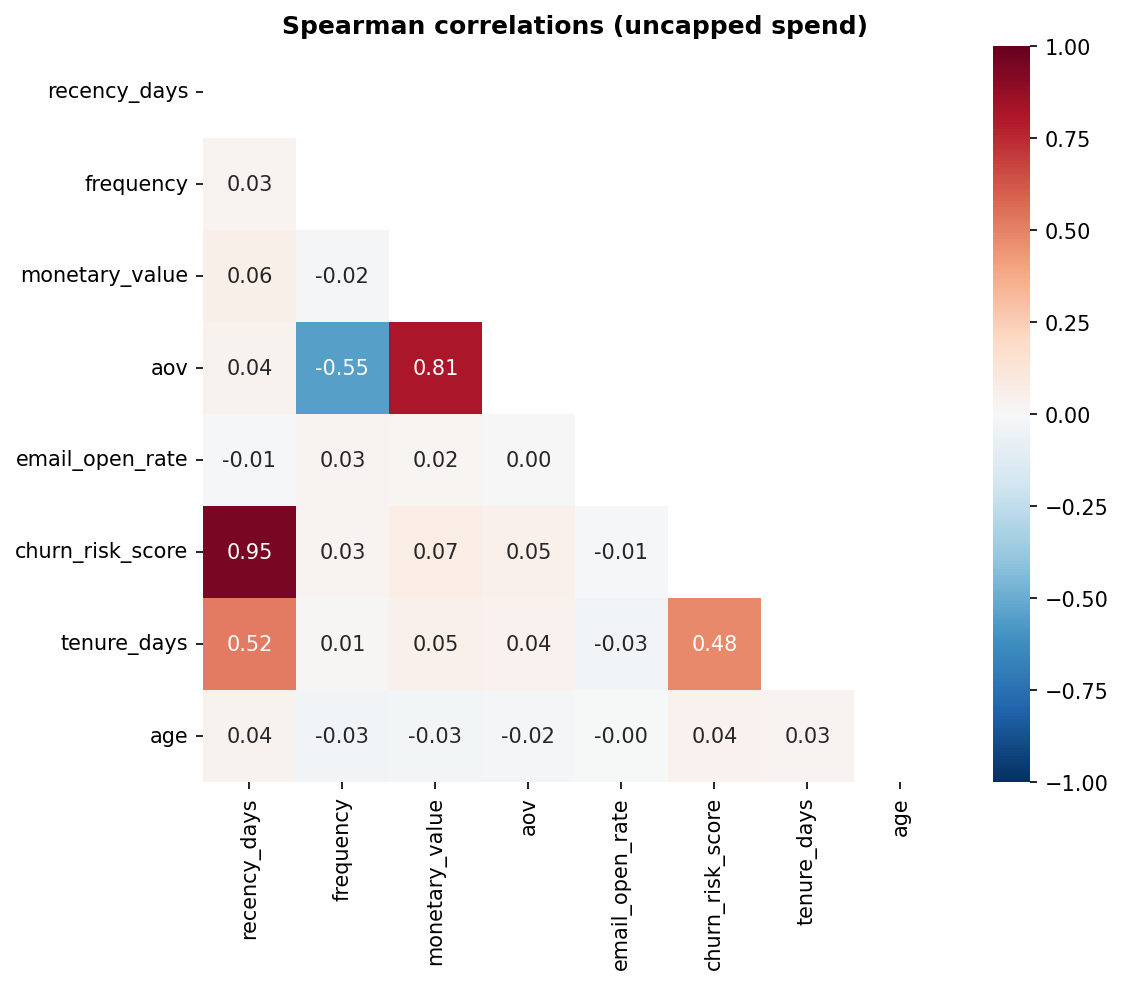 Spearman correlations (uncapped spend)
recency_days
frequency 0.03
monetary_value 0.06 -0.02
aov 0.04 -0.55 0.81
email_open_rate -0.01 0.03 0.02 0.00
churn_risk_score 0.95 0.03 0.07 0.05 -0.01
tenure_days 0.52 0.01 0.05 0.04 -0.03 0.48
age 0.04 -0.03 -0.03 -0.02 -0.00 0.04 0.03
recency_days
frequency
monetary_value
aov
email_open_rate
churn_risk_score
tenure_days
age
1.00
0.75
0.50
0.25
0.00
−0.25
−0.50
−0.75
−1.00